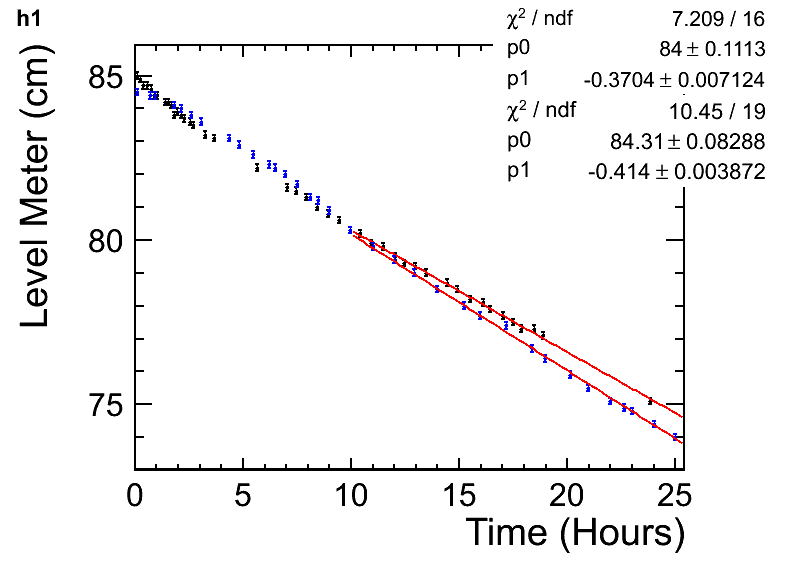 h1
χ² / ndf 7.209 / 16
p0 84 ± 0.1113
p1 -0.3704 ± 0.007124
χ² / ndf 10.45 / 19
p0 84.31 ± 0.08288
p1 -0.414 ± 0.003872
Level Meter (cm)
85
80
75
0 5 10 15 20 25
Time (Hours)